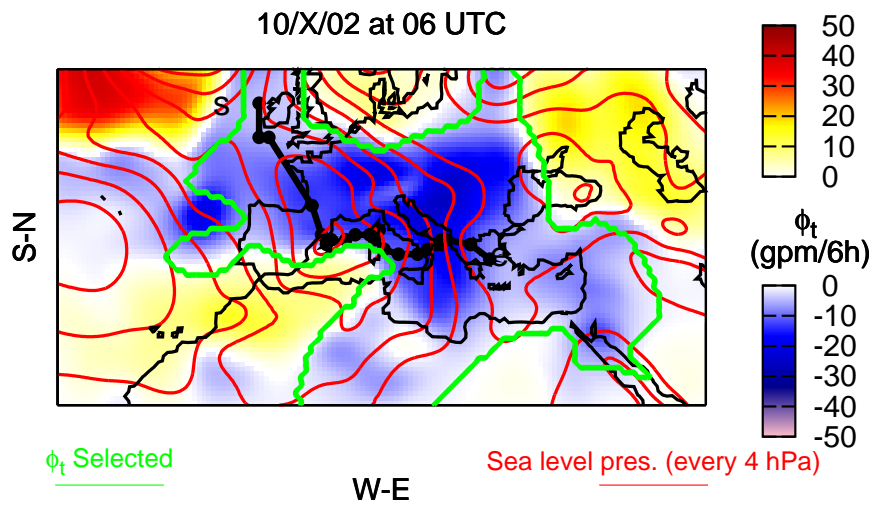 10/X/02 at 06 UTC
50
40
30
20
10
0
S
S-N
ϕt
(gpm/6h)
0
-10
-20
-30
-40
-50
ϕt Selected
Sea level pres. (every 4 hPa)
W-E